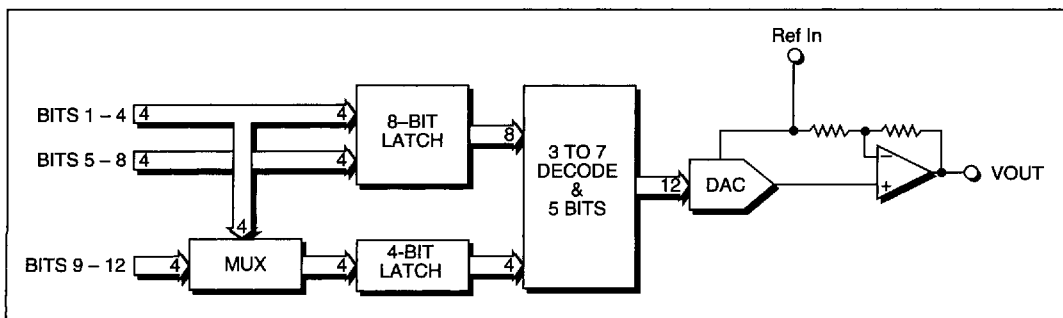 Ref In
BITS 1 – 4
4
4
8–BIT
LATCH
8
BITS 5 – 8
4
4
3 TO 7
DECODE
&
5 BITS
12
DAC
–
+
VOUT
4
BITS 9 – 12
4
MUX
4
4-BIT
LATCH
4